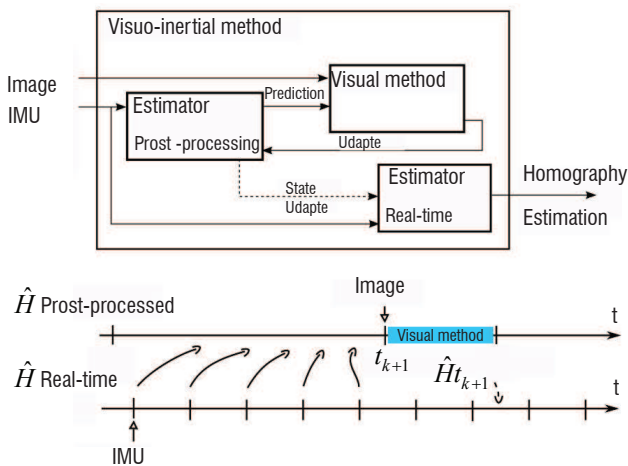 Visuo-inertial method
Image
IMU
Visual method
Prediction
Estimator
Prost -processing
Udapte
State
Udapte
Estimator
Real-time
Homography
Estimation
Image
Ĥ Prost-processed
t
Visual method
t_{k+1}
Ĥ Real-time
Ĥt_{k+1}
t
IMU